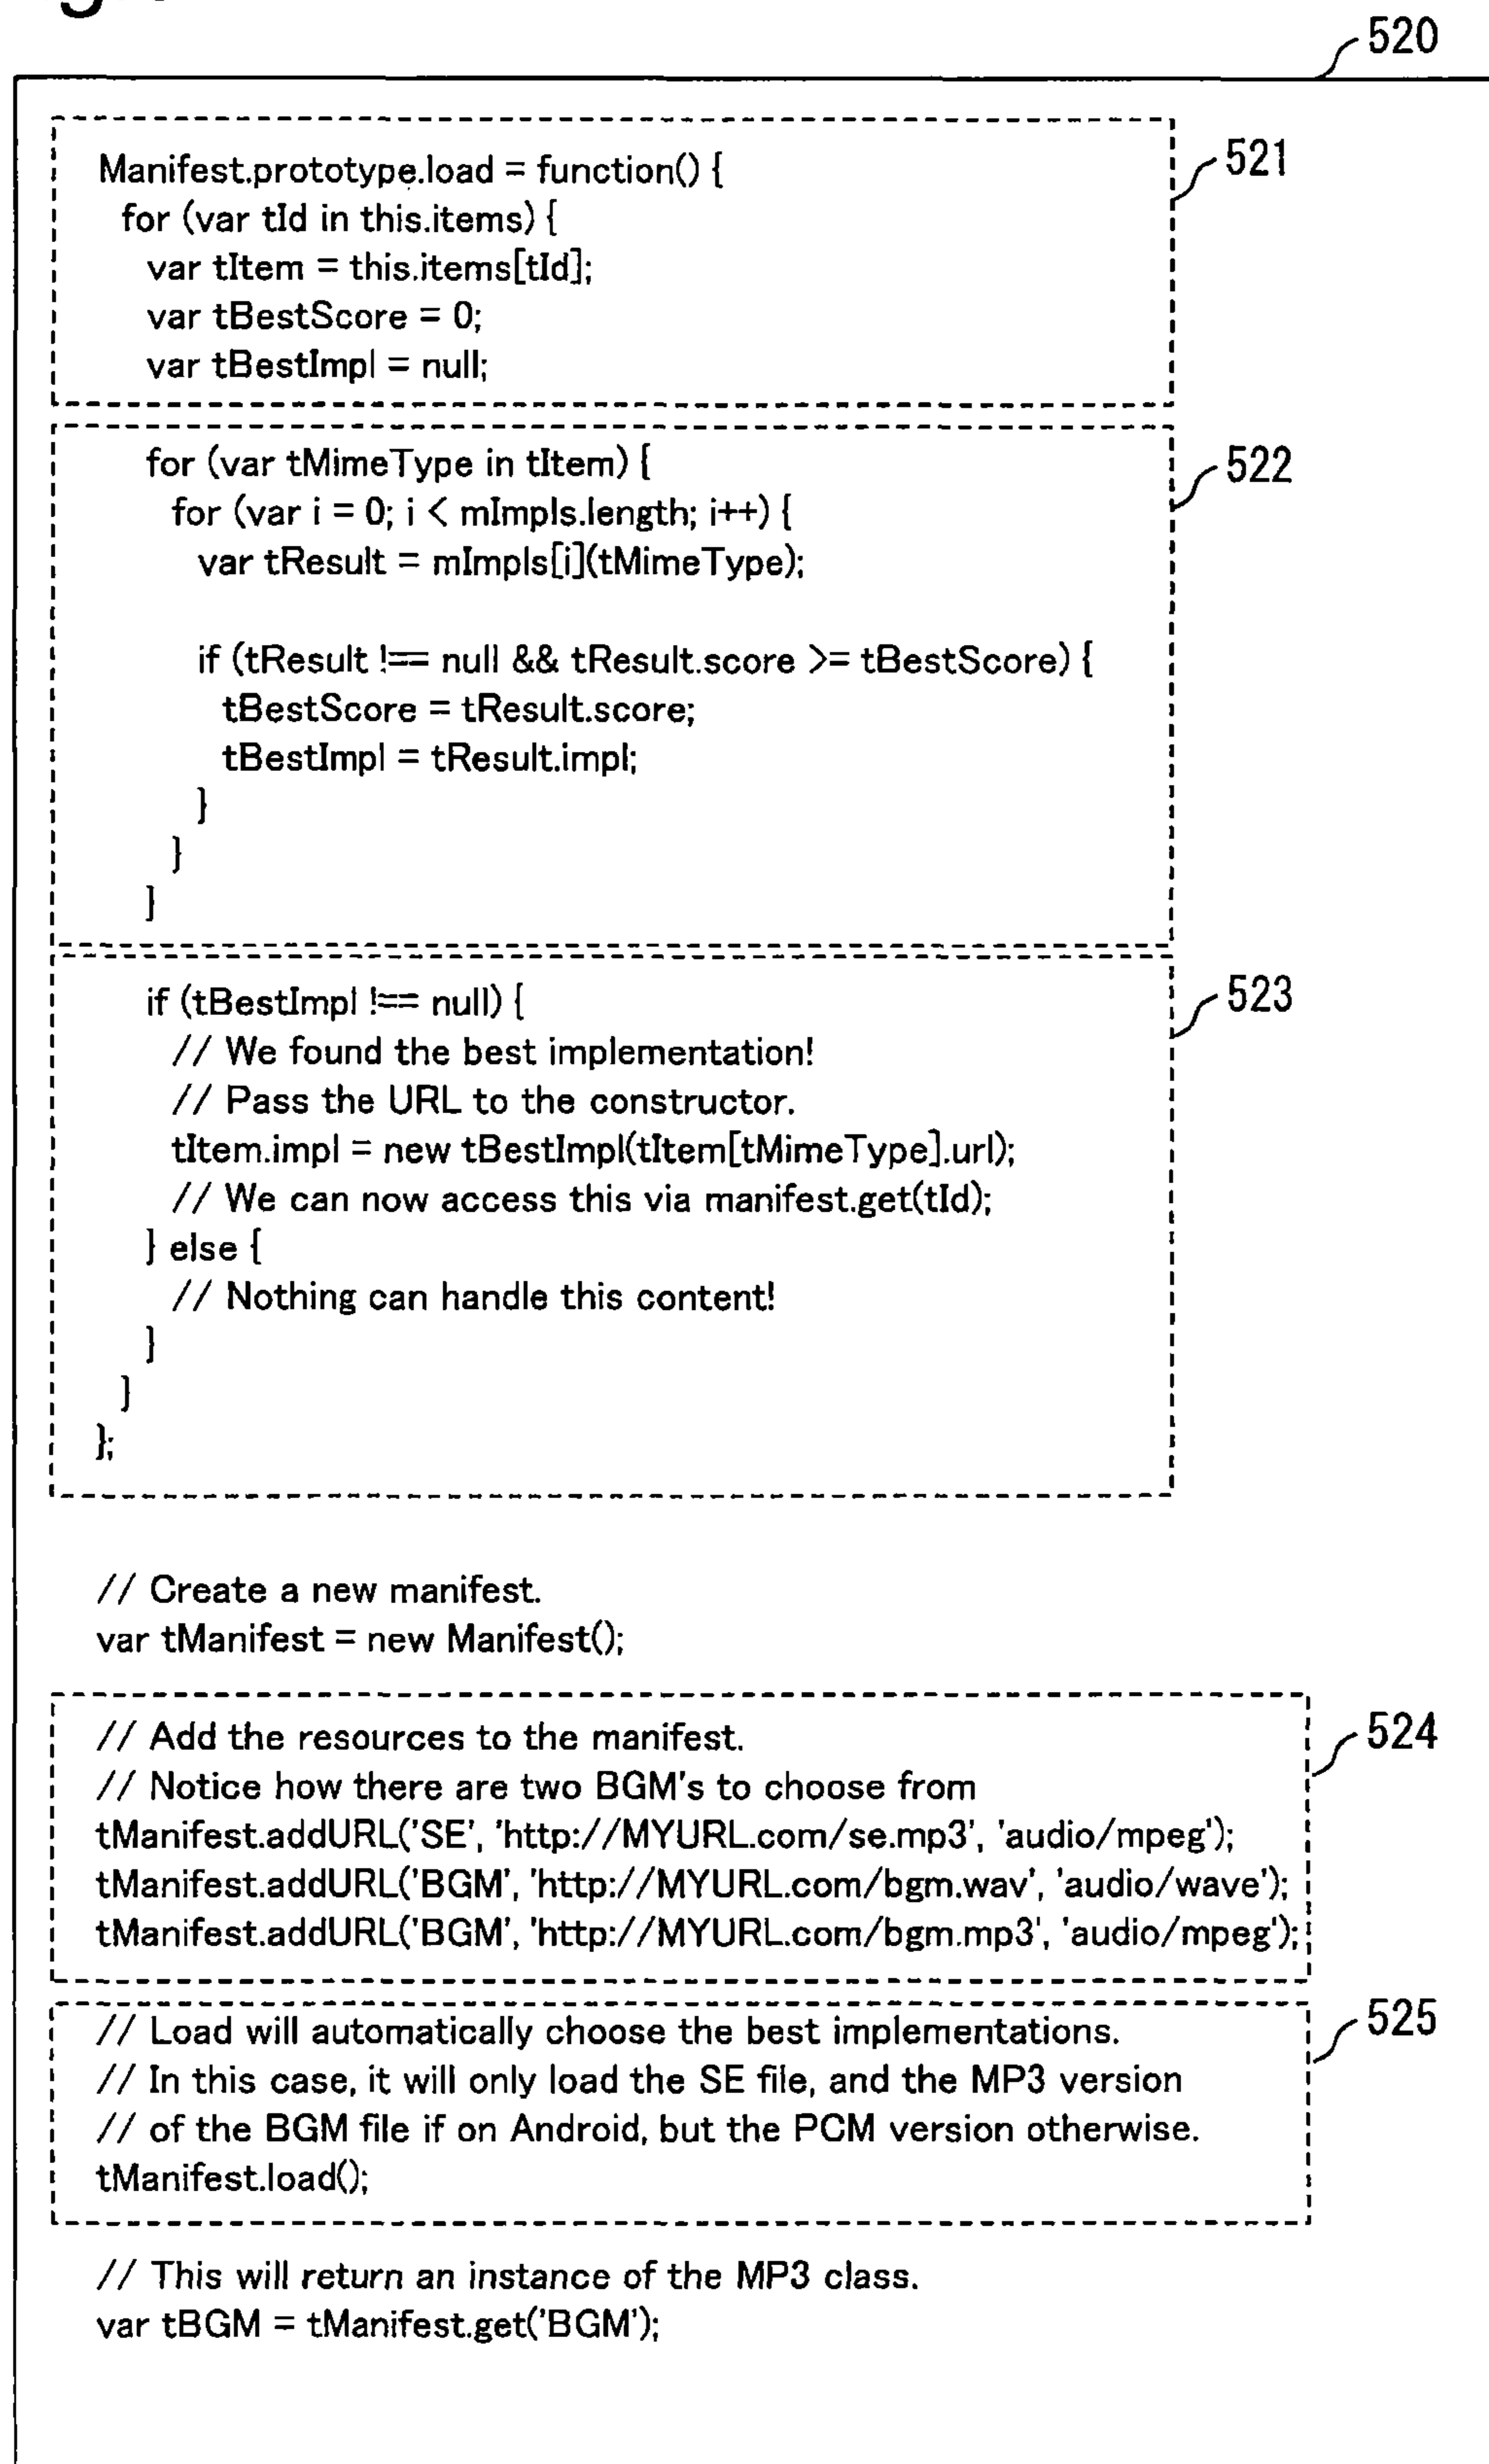 520
521
Manifest.prototype.load = function() {
for (var tId in this.items) {
var tItem = this.items[tId];
var tBestScore = 0;
var tBestImpl = null;
522
for (var tMimeType in tItem) {
for (var i = 0; i < mImpls.length; i++) {
var tResult = mImpls[i](tMimeType);
if (tResult !== null && tResult.score >= tBestScore) {
tBestScore = tResult.score;
tBestImpl = tResult.impl;
}
}
}
523
if (tBestImpl !== null) {
// We found the best implementation!
// Pass the URL to the constructor.
tItem.impl = new tBestImpl(tItem[tMimeType].url);
// We can now access this via manifest.get(tId);
} else {
// Nothing can handle this content!
}
}
};
// Create a new manifest.
var tManifest = new Manifest();
524
// Add the resources to the manifest.
// Notice how there are two BGM's to choose from
tManifest.addURL('SE', 'http://MYURL.com/se.mp3', 'audio/mpeg');
tManifest.addURL('BGM', 'http://MYURL.com/bgm.wav', 'audio/wave');
tManifest.addURL('BGM', 'http://MYURL.com/bgm.mp3', 'audio/mpeg');
525
// Load will automatically choose the best implementations.
// In this case, it will only load the SE file, and the MP3 version
// of the BGM file if on Android, but the PCM version otherwise.
tManifest.load();
// This will return an instance of the MP3 class.
var tBGM = tManifest.get('BGM');